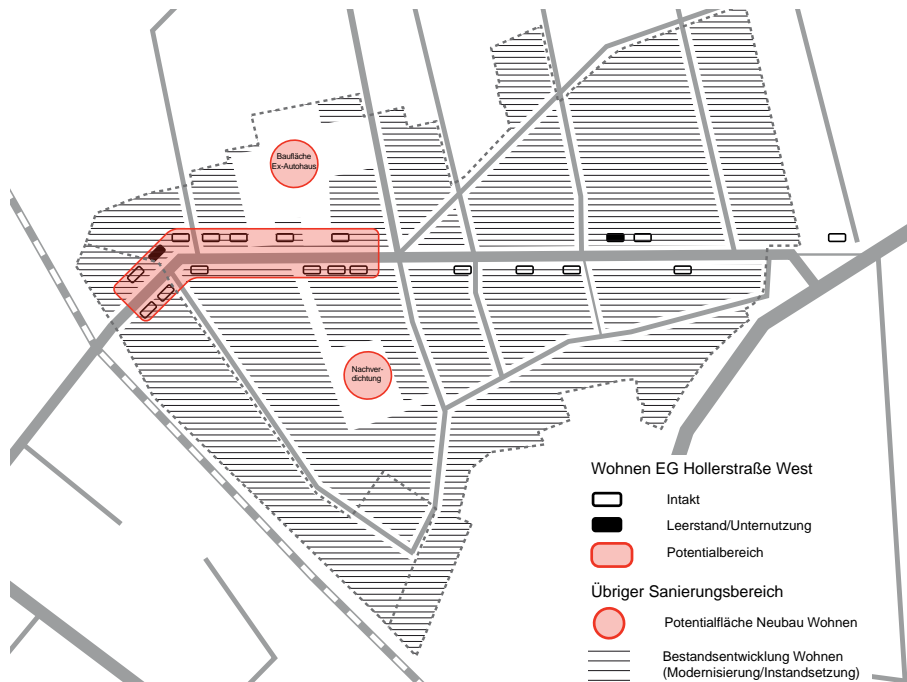 Baufläche
Ex-Autohaus
Nachver-
dichtung
Wohnen EG Hollerstraße West
Intakt
Leerstand/Unternutzung
Potentialbereich
Übriger Sanierungsbereich
Potentialfläche Neubau Wohnen
Bestandsentwicklung Wohnen
(Modernisierung/Instandsetzung)